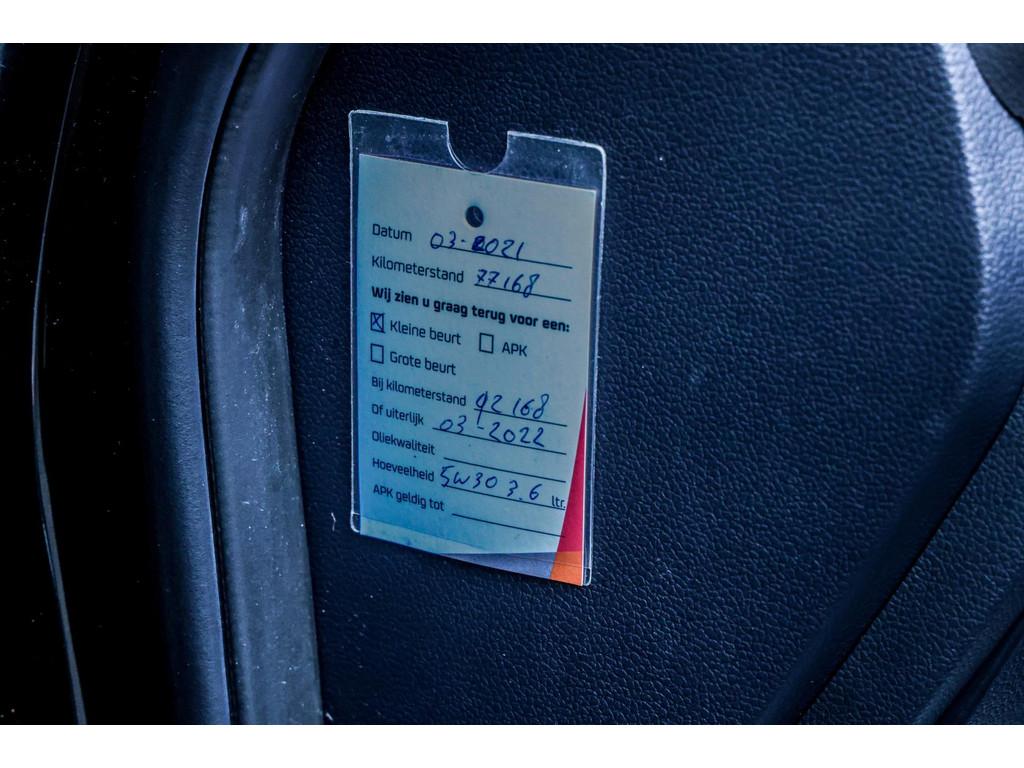 Datum 03-2021
Kilometerstand 77168
Wij zien u graag terug voor een:
☒ Kleine beurt ☐ APK
☐ Grote beurt
Bij kilometerstand 92168
Of uiterlijk 03-2022
Oliekwaliteit
Hoeveelheid 5W30 3.6 ltr.
APK geldig tot